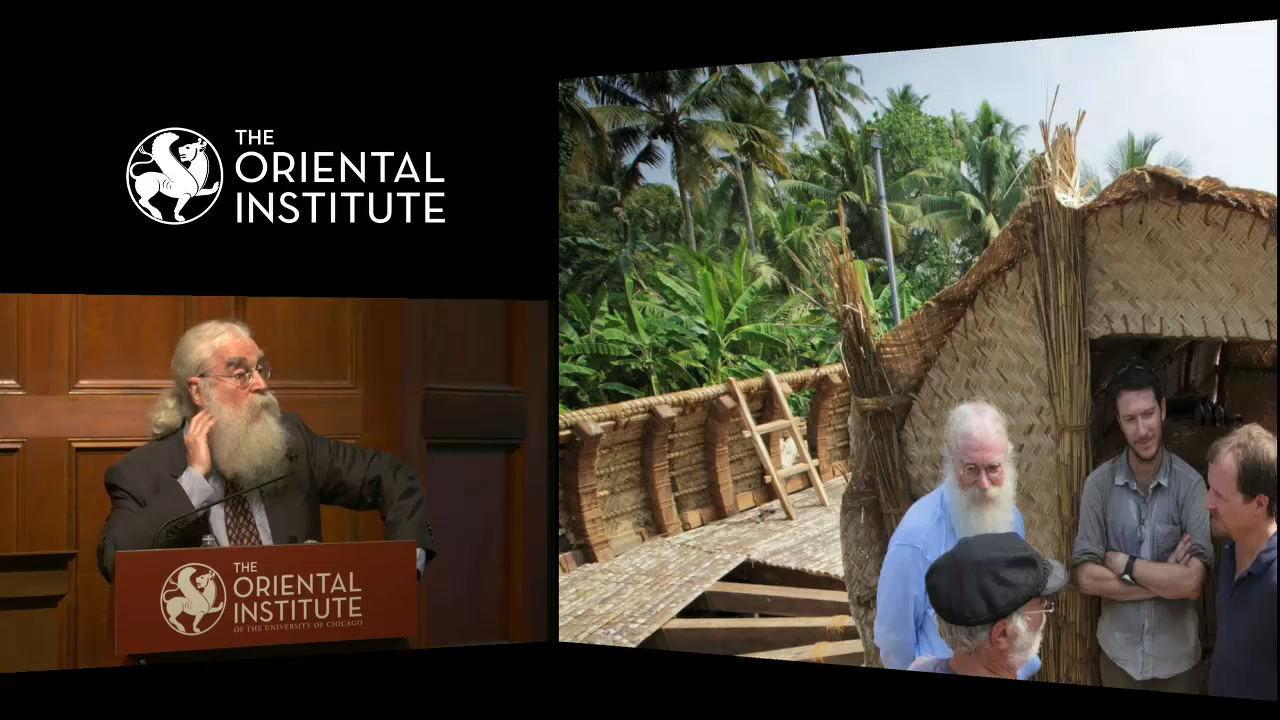 THE
ORIENTAL
INSTITUTE
THE
ORIENTAL
INSTITUTE
OF THE UNIVERSITY OF CHICAGO